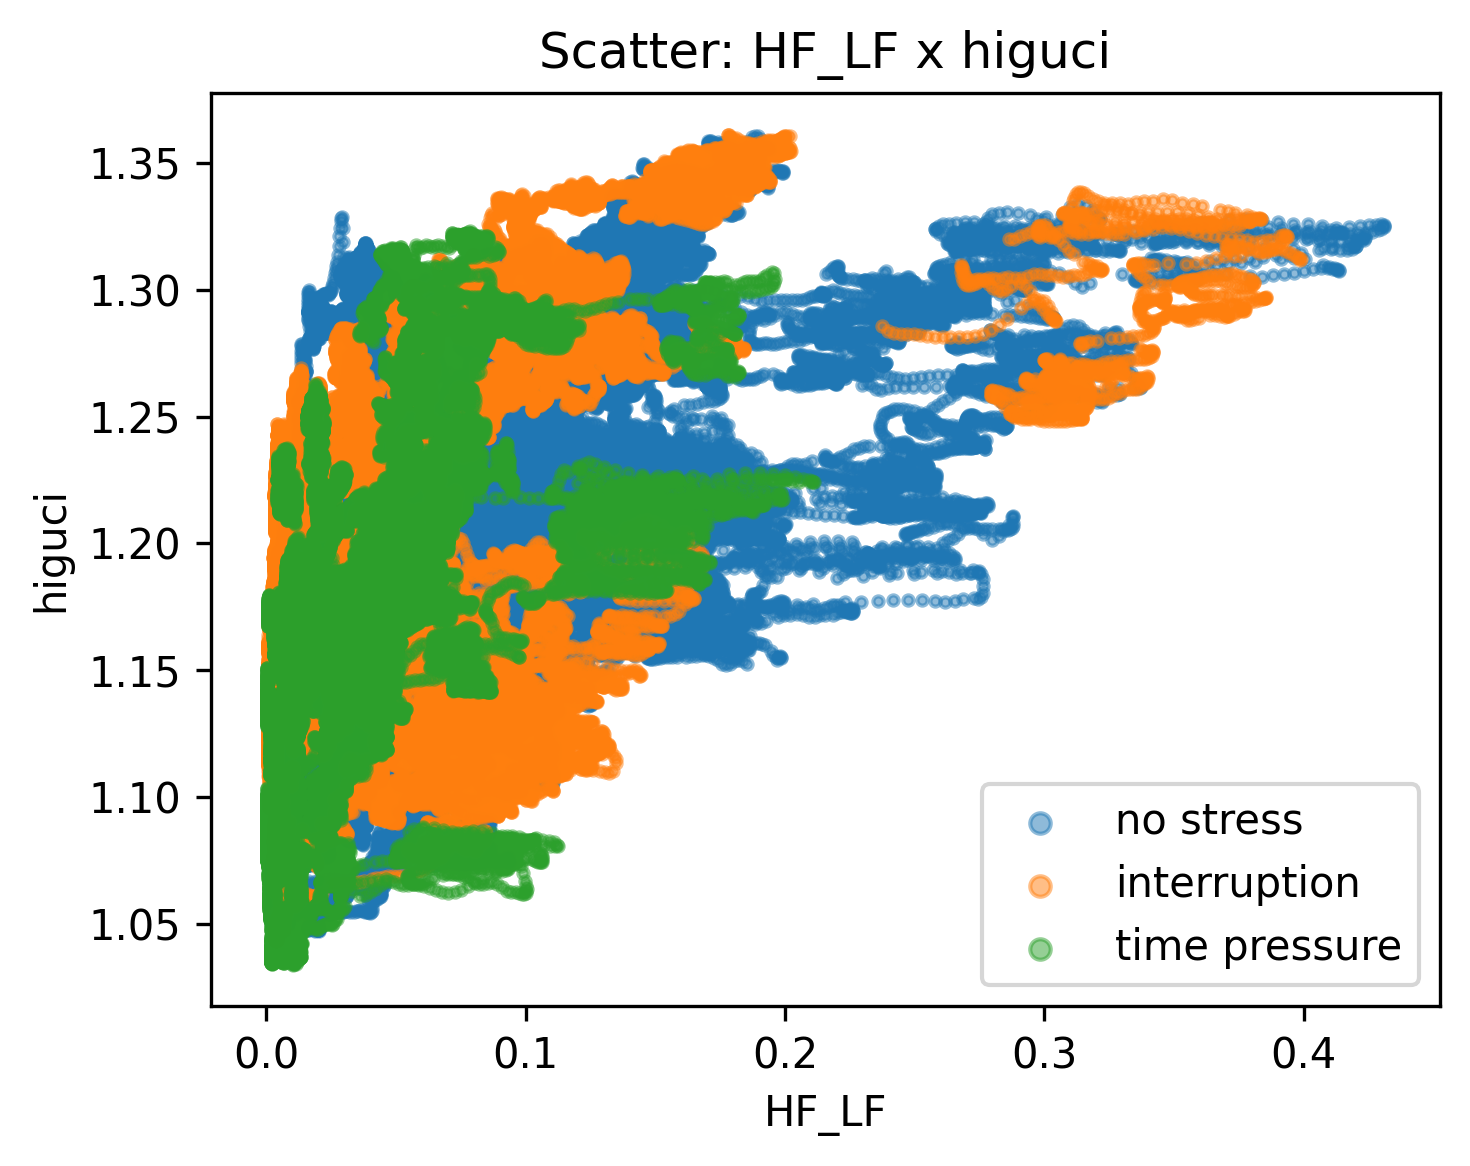 Scatter: HF_LF x higuci
higuci
1.35
1.30
1.25
1.20
1.15
1.10
1.05
no stress
interruption
time pressure
0.0 0.1 0.2 0.3 0.4
HF_LF